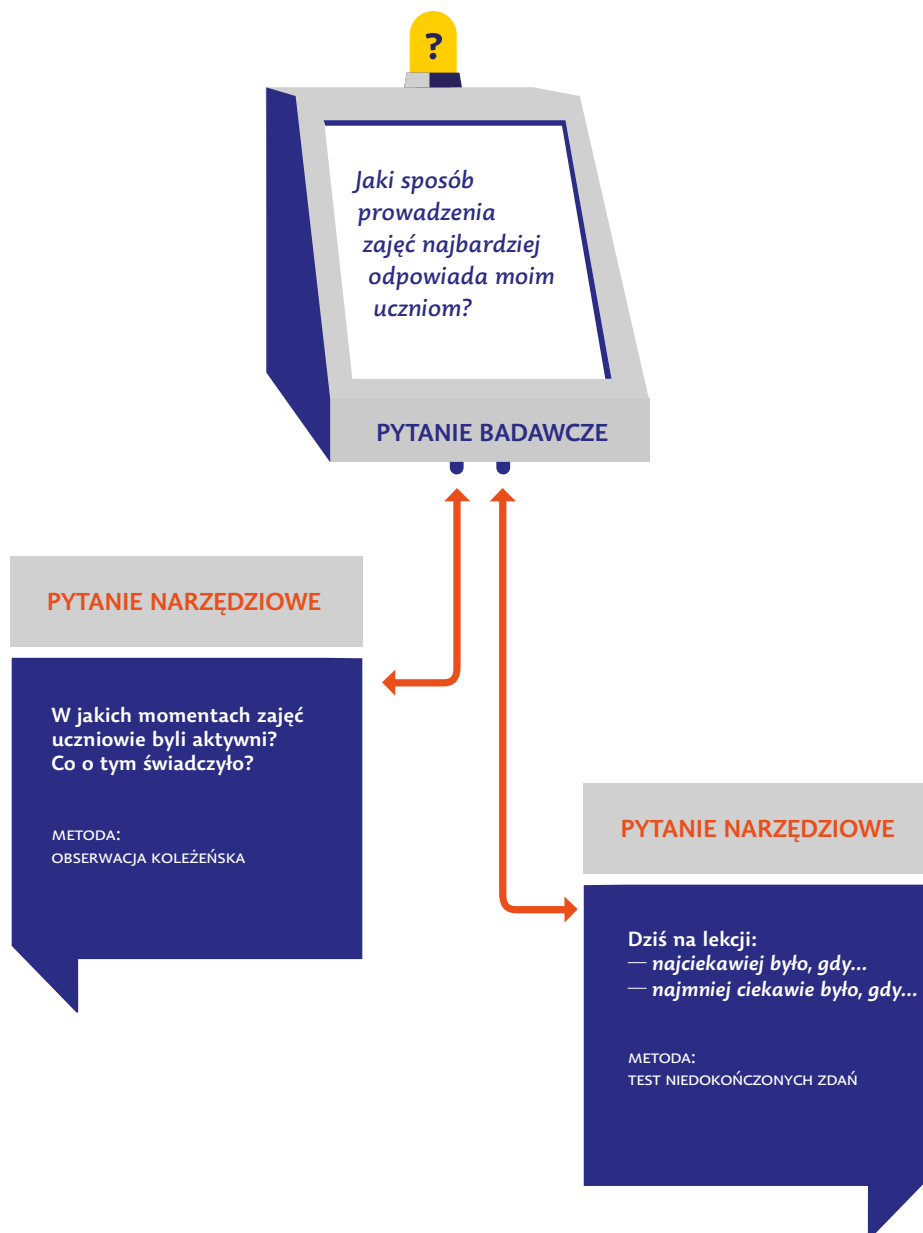 ?
Jaki sposób
prowadzenia
zajęć najbardziej
odpowiada moim
uczniom?
PYTANIE BADAWCZE
PYTANIE NARZĘDZIOWE
W jakich momentach zajęć
uczniowie byli aktywni?
Co o tym świadczyło?
METODA:
OBSERWACJA KOLEŻEŃSKA
PYTANIE NARZĘDZIOWE
Dziś na lekcji:
— najciekawiej było, gdy...
— najmniej ciekawie było, gdy...
METODA:
TEST NIEDOKOŃCZONYCH ZDAŃ